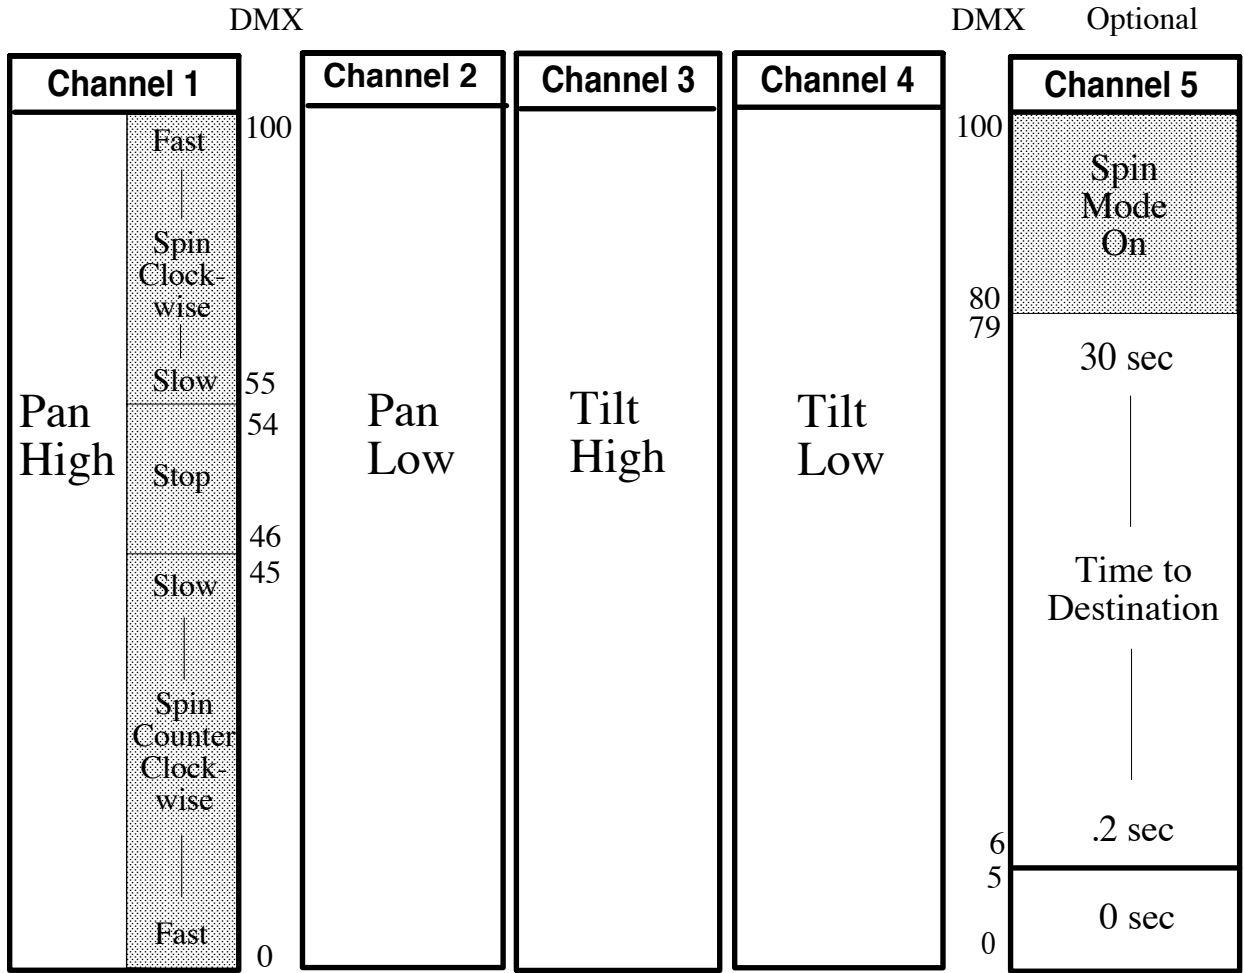 DMX
DMX
Optional
Channel 1
Channel 2
Channel 3
Channel 4
Channel 5
Pan
High
Fast
Spin
Clock-
wise
Slow
Stop
Slow
Spin
Counter
Clock-
wise
Fast
100
55
54
46
45
0
Pan
Low
Tilt
High
Tilt
Low
100
80
79
6
5
0
Spin
Mode
On
30 sec
Time to
Destination
.2 sec
0 sec